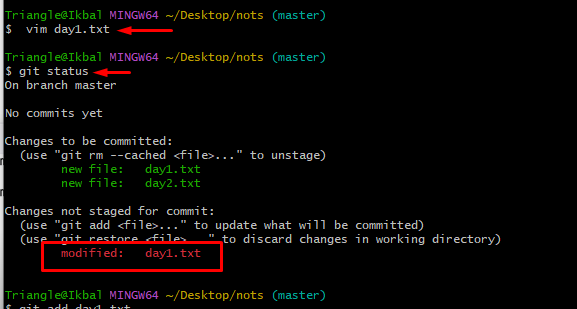 Triangle@Ikbal MINGW64 ~/Desktop/nots (master)
$  vim day1.txt
Triangle@Ikbal MINGW64 ~/Desktop/nots (master)
$ git status
On branch master
No commits yet
Changes to be committed:
  (use "git rm --cached <file>..." to unstage)
        new file:   day1.txt
        new file:   day2.txt
Changes not staged for commit:
  (use "git add <file>..." to update what will be committed)
  (use "git restore <file>..." to discard changes in working directory)
        modified:   day1.txt
Triangle@Ikbal MINGW64 ~/Desktop/nots (master)
$ git add day1.txt